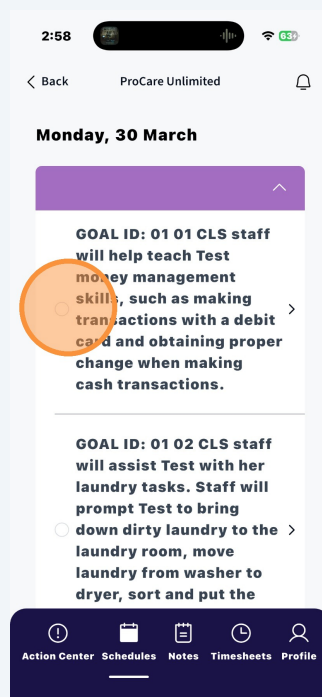 2:58
63
Back
ProCare Unlimited
Monday, 30 March
GOAL ID: 01 01 CLS staff
will help teach Test
money management
skills, such as making
transactions with a debit
card and obtaining proper
change when making
cash transactions.
GOAL ID: 01 02 CLS staff
will assist Test with her
laundry tasks. Staff will
prompt Test to bring
down dirty laundry to the
laundry room, move
laundry from washer to
dryer, sort and put the
Action Center Schedules Notes Timesheets Profile